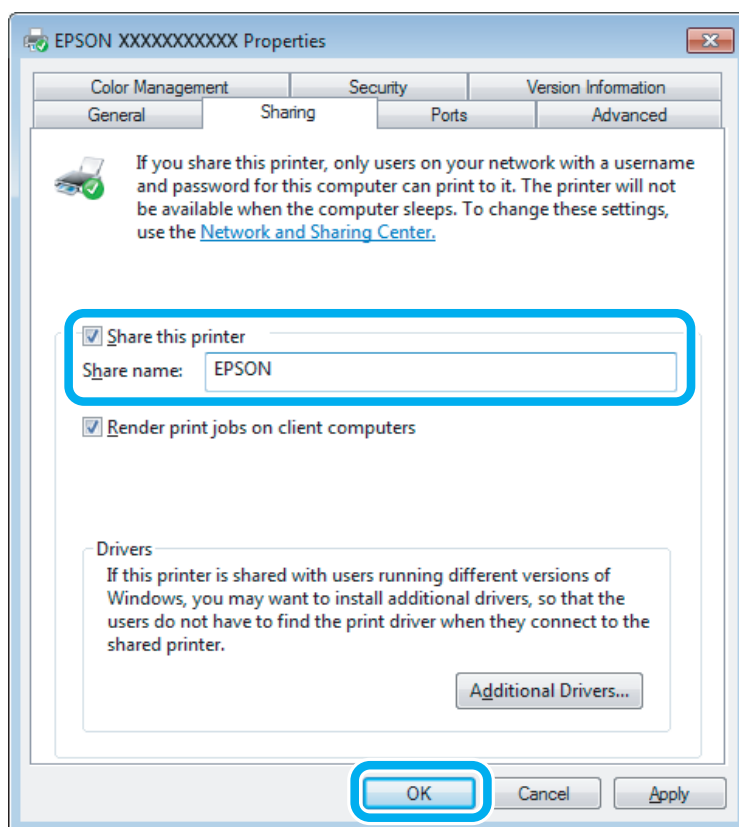 EPSON XXXXXXXXXXX Properties
Color Management Security Version Information
General Sharing Ports Advanced
If you share this printer, only users on your network with a username
and password for this computer can print to it. The printer will not
be available when the computer sleeps. To change these settings,
use the Network and Sharing Center.
Share this printer
Share name: EPSON
Render print jobs on client computers
Drivers
If this printer is shared with users running different versions of
Windows, you may want to install additional drivers, so that the
users do not have to find the print driver when they connect to the
shared printer.
Additional Drivers...
OK Cancel Apply